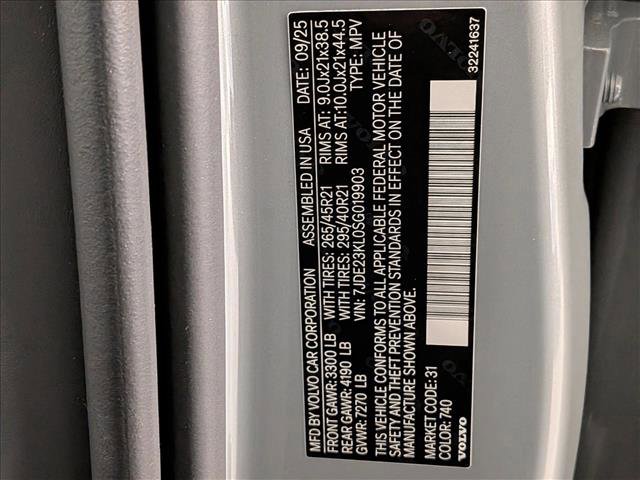 MFD BY VOLVO CAR CORPORATION ASSEMBLED IN USA DATE: 09/25
FRONT GAWR: 3300 LB WITH TIRES: 265/45R21 RIMS AT: 9.0Jx21x38.5
REAR GAWR: 4190 LB WITH TIRES: 295/40R21 RIMS AT: 10.0Jx21x44.5
GVWR: 7270 LB VIN: 7JDE23KL0SG019903 TYPE: MPV
THIS VEHICLE CONFORMS TO ALL APPLICABLE FEDERAL MOTOR VEHICLE
SAFETY AND THEFT PREVENTION STANDARDS IN EFFECT ON THE DATE OF
MANUFACTURE SHOWN ABOVE.
MARKET CODE: 31
COLOR: 740
VOLVO 32241637